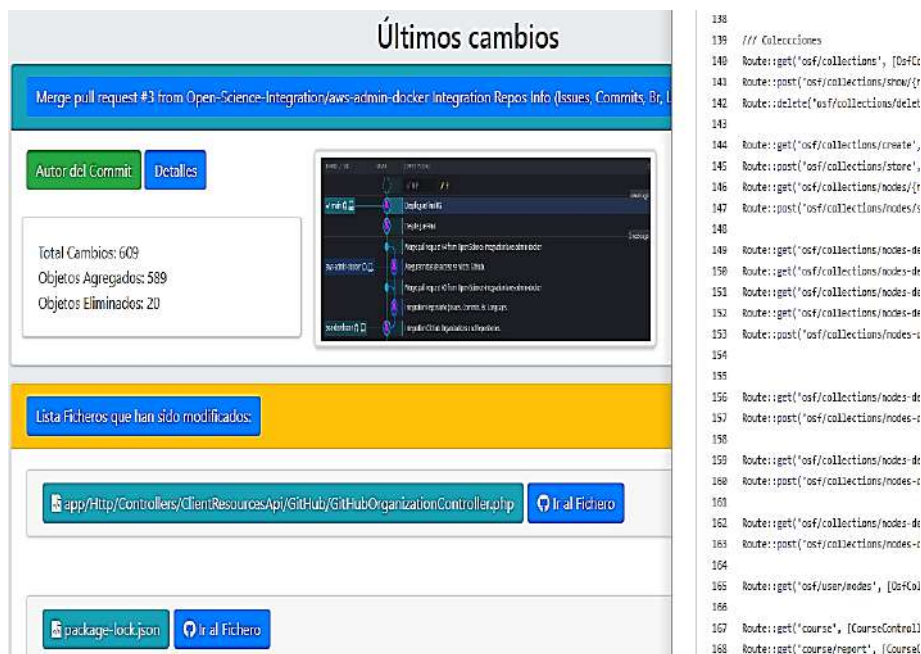 Últimos cambios
Merge pull request #3 from Open-Science-Integration/aws-admin-docker Integration Repos Info (Issues, Commits, Br, L
Autor del Commit
Detalles
Total Cambios: 609
Objetos Agregados: 589
Objetos Eliminados: 20
Lista Ficheros que han sido modificados:
app/Http/Controllers/ClientResourcesApi/GitHub/GitHubOrganizationController.php
Ir al Fichero
package-lock.json
Ir al Fichero
138
139 /// Coleccciones
140 Route::get('osf/collections', [OsfCo
141 Route::post('osf/collections/show/{n
142 Route::delete('osf/collections/delet
143
144 Route::get('osf/collections/create',
145 Route::post('osf/collections/store',
146 Route::get('osf/collections/nodes/{n
147 Route::post('osf/collections/nodes/s
148
149 Route::get('osf/collections/nodes-de
150 Route::get('osf/collections/nodes-de
151 Route::get('osf/collections/nodes-de
152 Route::get('osf/collections/nodes-de
153 Route::post('osf/collections/nodes-d
154
155
156 Route::get('osf/collections/nodes-de
157 Route::post('osf/collections/nodes-d
158
159 Route::get('osf/collections/nodes-de
160 Route::post('osf/collections/nodes-d
161
162 Route::get('osf/collections/nodes-de
163 Route::post('osf/collections/nodes-d
164
165 Route::get('osf/user/nodes', [OsfCol
166
167 Route::get('course', [CourseControll
168 Route::get('course/report', [CourseC